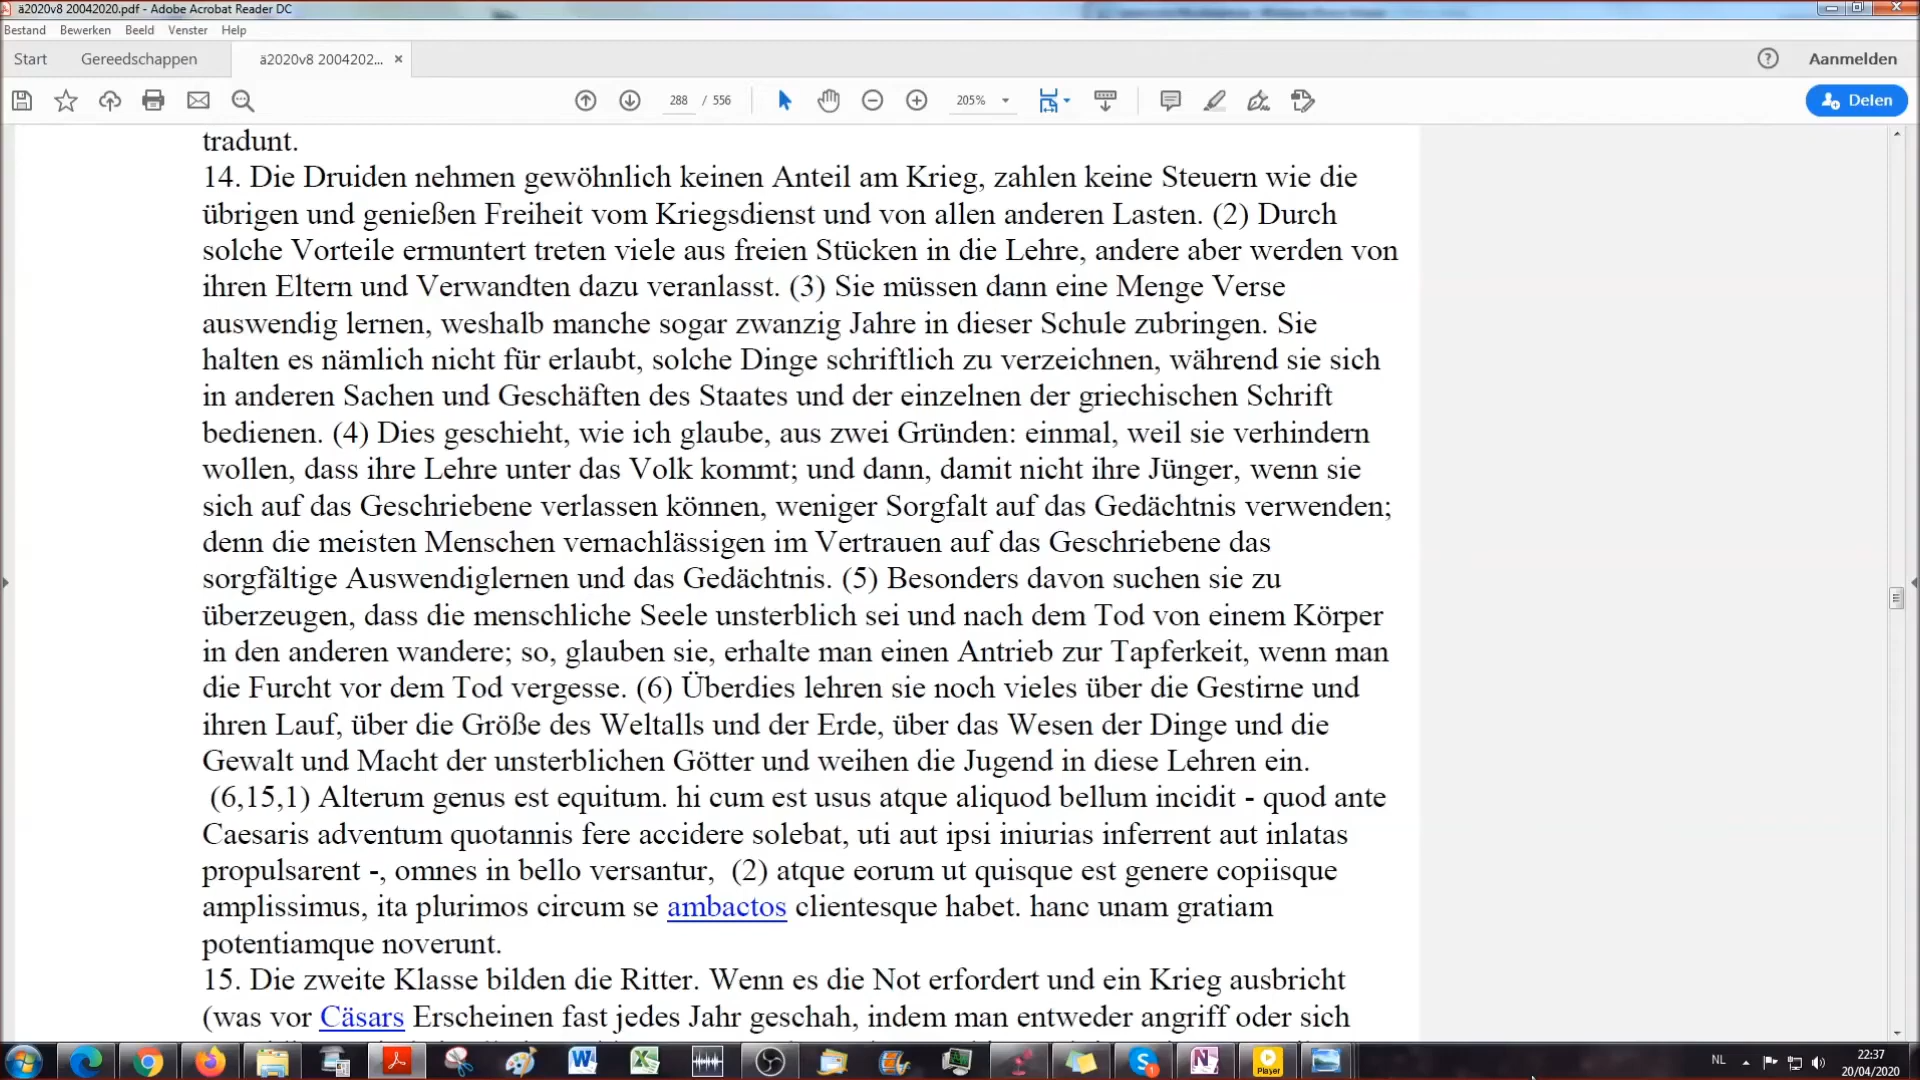 ä2020v8 20042020.pdf - Adobe Acrobat Reader DC
Bestand Bewerken Beeld Venster Help
Start Gereedschappen ä2020v8 2004202... × Aanmelden
288 / 556 205% Delen
tradunt.
14. Die Druiden nehmen gewöhnlich keinen Anteil am Krieg, zahlen keine Steuern wie die
übrigen und genießen Freiheit vom Kriegsdienst und von allen anderen Lasten. (2) Durch
solche Vorteile ermuntert treten viele aus freien Stücken in die Lehre, andere aber werden von
ihren Eltern und Verwandten dazu veranlasst. (3) Sie müssen dann eine Menge Verse
auswendig lernen, weshalb manche sogar zwanzig Jahre in dieser Schule zubringen. Sie
halten es nämlich nicht für erlaubt, solche Dinge schriftlich zu verzeichnen, während sie sich
in anderen Sachen und Geschäften des Staates und der einzelnen der griechischen Schrift
bedienen. (4) Dies geschieht, wie ich glaube, aus zwei Gründen: einmal, weil sie verhindern
wollen, dass ihre Lehre unter das Volk kommt; und dann, damit nicht ihre Jünger, wenn sie
sich auf das Geschriebene verlassen können, weniger Sorgfalt auf das Gedächtnis verwenden;
denn die meisten Menschen vernachlässigen im Vertrauen auf das Geschriebene das
sorgfältige Auswendiglernen und das Gedächtnis. (5) Besonders davon suchen sie zu
überzeugen, dass die menschliche Seele unsterblich sei und nach dem Tod von einem Körper
in den anderen wandere; so, glauben sie, erhalte man einen Antrieb zur Tapferkeit, wenn man
die Furcht vor dem Tod vergesse. (6) Überdies lehren sie noch vieles über die Gestirne und
ihren Lauf, über die Größe des Weltalls und der Erde, über das Wesen der Dinge und die
Gewalt und Macht der unsterblichen Götter und weihen die Jugend in diese Lehren ein.
(6,15,1) Alterum genus est equitum. hi cum est usus atque aliquod bellum incidit - quod ante
Caesaris adventum quotannis fere accidere solebat, uti aut ipsi iniurias inferrent aut inlatas
propulsarent -, omnes in bello versantur, (2) atque eorum ut quisque est genere copiisque
amplissimus, ita plurimos circum se ambactos clientesque habet. hanc unam gratiam
potentiamque noverunt.
15. Die zweite Klasse bilden die Ritter. Wenn es die Not erfordert und ein Krieg ausbricht
(was vor Cäsars Erscheinen fast jedes Jahr geschah, indem man entweder angriff oder sich
NL 22:37
20/04/2020
Player